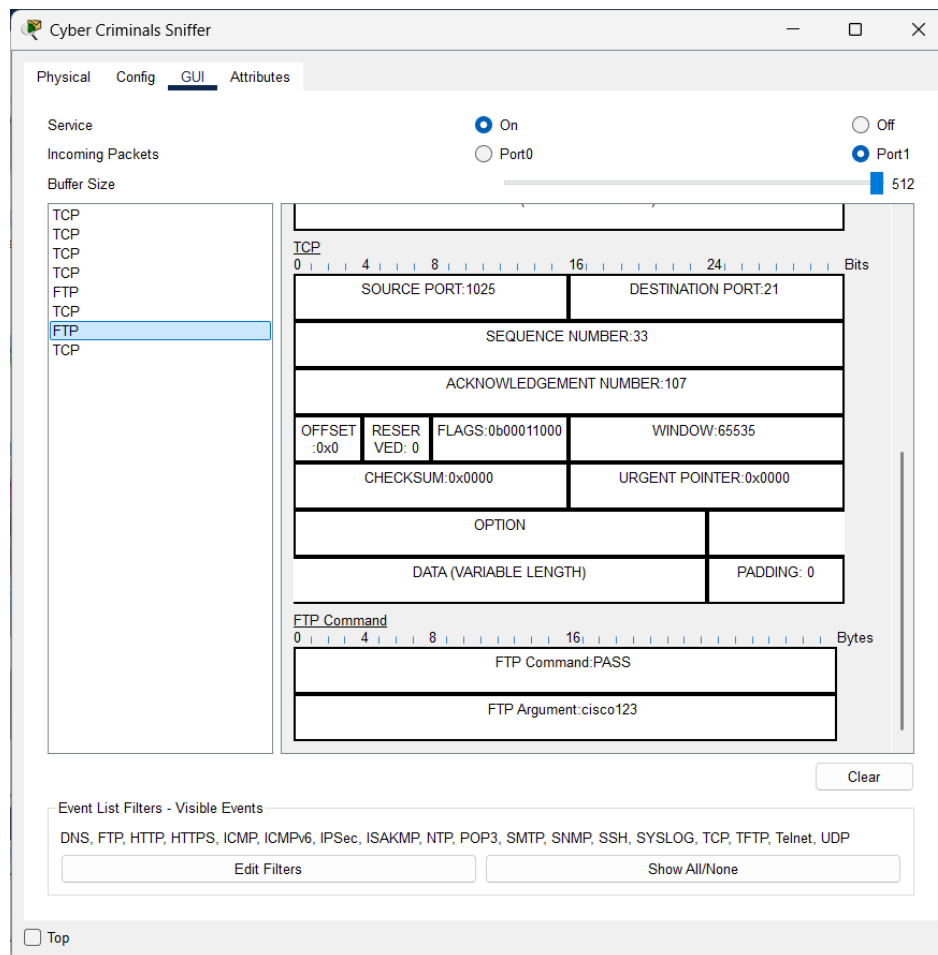 Cyber Criminals Sniffer
Physical Config GUI Attributes
Service On Off
Incoming Packets Port0 Port1
Buffer Size 512
TCP
TCP
TCP
TCP
FTP
TCP
FTP
TCP
TCP
0 4 8 16 24 Bits
SOURCE PORT:1025 DESTINATION PORT:21
SEQUENCE NUMBER:33
ACKNOWLEDGEMENT NUMBER:107
OFFSET :0x0 RESER VED: 0 FLAGS:0b00011000 WINDOW:65535
CHECKSUM:0x0000 URGENT POINTER:0x0000
OPTION
DATA (VARIABLE LENGTH) PADDING: 0
FTP Command
0 4 8 16 Bytes
FTP Command:PASS
FTP Argument:cisco123
Clear
Event List Filters - Visible Events
DNS, FTP, HTTP, HTTPS, ICMP, ICMPv6, IPSec, ISAKMP, NTP, POP3, SMTP, SNMP, SSH, SYSLOG, TCP, TFTP, Telnet, UDP
Edit Filters Show All/None
Top